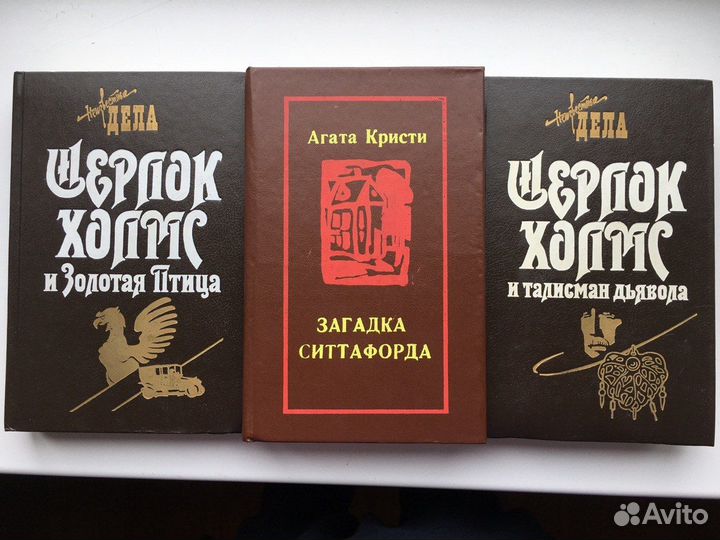 Неизвестные
ДЕЛА
ШЕРЛОК
ХОЛМС
и Золотая Птица
Агата Кристи
ЗАГАДКА
СИТТАФОРДА
Неизвестные
ДЕЛА
ШЕРЛОК
ХОЛМС
и талисман дьявола
Avito